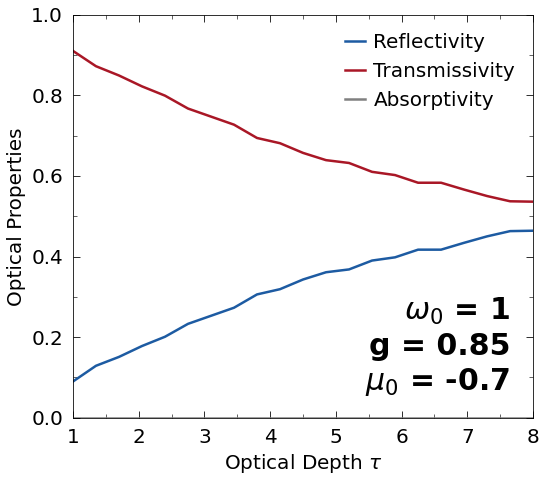 1.0
0.8
0.6
0.4
0.2
0.0
Optical Properties
Reflectivity
Transmissivity
Absorptivity
ω₀ = 1
g = 0.85
μ₀ = -0.7
1 2 3 4 5 6 7 8
Optical Depth τ